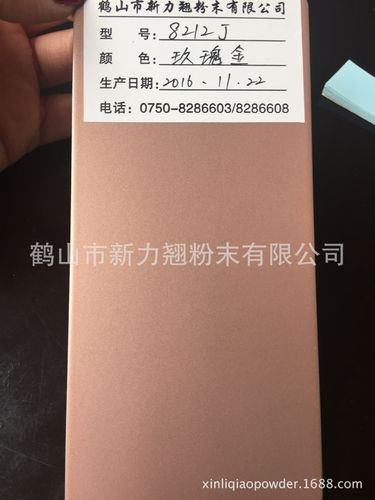 鹤山市新力翘粉末有限公司
型 号: 8212J
颜 色: 玫瑰金
生产日期: 2016.11.22
电话: 0750-8286603/8286608
鹤山市新力翘粉末有限公司
xinliqiaopowder.1688.com